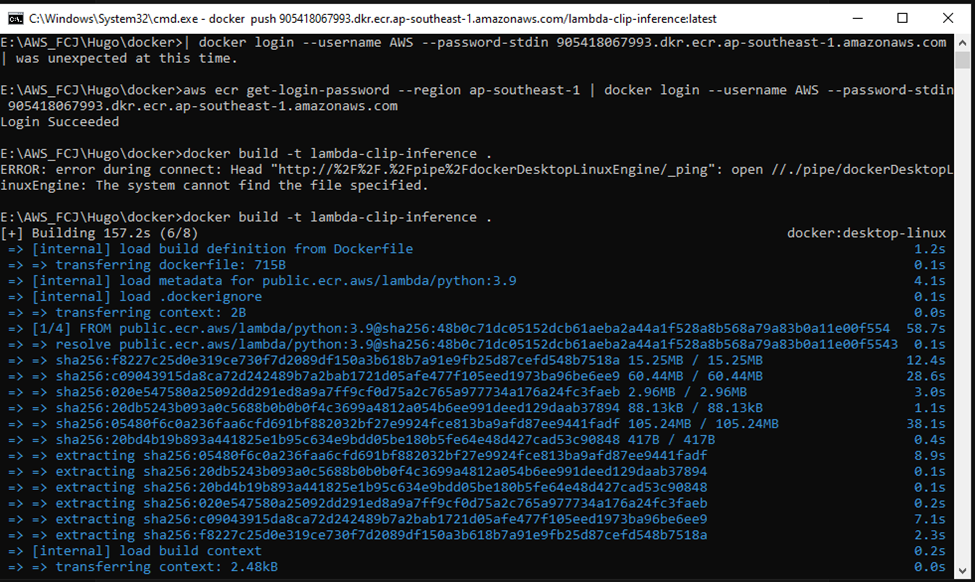 C:\Windows\System32\cmd.exe - docker push 905418067993.dkr.ecr.ap-southeast-1.amazonaws.com/lambda-clip-inference:latest
E:\AWS_FCJ\Hugo\docker>| docker login --username AWS --password-stdin 905418067993.dkr.ecr.ap-southeast-1.amazonaws.com
| was unexpected at this time.
E:\AWS_FCJ\Hugo\docker>aws ecr get-login-password --region ap-southeast-1 | docker login --username AWS --password-stdin
905418067993.dkr.ecr.ap-southeast-1.amazonaws.com
Login Succeeded
E:\AWS_FCJ\Hugo\docker>docker build -t lambda-clip-inference .
ERROR: error during connect: Head "http://%2F%2F.%2Fpipe%2FdockerDesktopLinuxEngine/_ping": open //./pipe/dockerDesktopL
inuxEngine: The system cannot find the file specified.
E:\AWS_FCJ\Hugo\docker>docker build -t lambda-clip-inference .
[+] Building 157.2s (6/8) docker:desktop-linux
=> [internal] load build definition from Dockerfile 1.2s
=> => transferring dockerfile: 715B 0.1s
=> [internal] load metadata for public.ecr.aws/lambda/python:3.9 4.1s
=> [internal] load .dockerignore 0.1s
=> => transferring context: 2B 0.0s
=> [1/4] FROM public.ecr.aws/lambda/python:3.9@sha256:48b0c71dc05152dcb61aeba2a44a1f528a8b568a79a83b0a11e00f554 58.7s
=> => resolve public.ecr.aws/lambda/python:3.9@sha256:48b0c71dc05152dcb61aeba2a44a1f528a8b568a79a83b0a11e00f5543 0.1s
=> => sha256:f8227c25d0e319ce730f7d2089df150a3b618b7a91e9fb25d87cefd548b7518a 15.25MB / 15.25MB 12.4s
=> => sha256:c09043915da8ca72d242489b7a2bab1721d05afe477f105eed1973ba96be6ee9 60.44MB / 60.44MB 28.6s
=> => sha256:020e547580a25092dd291ed8a9a7ff9cf0d75a2c765a977734a176a24fc3faeb 2.96MB / 2.96MB 3.0s
=> => sha256:20db5243b093a0c5688b0b0b0f4c3699a4812a054b6ee991deed129daab37894 88.13kB / 88.13kB 1.1s
=> => sha256:05480f6c0a236faa6cfd691bf882032bf27e9924fce813ba9afd87ee9441fadf 105.24MB / 105.24MB 38.1s
=> => sha256:20bd4b19b893a441825e1b95c634e9bdd05be180b5fe64e48d427cad53c90848 417B / 417B 0.4s
=> => extracting sha256:05480f6c0a236faa6cfd691bf882032bf27e9924fce813ba9afd87ee9441fadf 8.9s
=> => extracting sha256:20db5243b093a0c5688b0b0b0f4c3699a4812a054b6ee991deed129daab37894 0.1s
=> => extracting sha256:20bd4b19b893a441825e1b95c634e9bdd05be180b5fe64e48d427cad53c90848 0.1s
=> => extracting sha256:020e547580a25092dd291ed8a9a7ff9cf0d75a2c765a977734a176a24fc3faeb 0.2s
=> => extracting sha256:c09043915da8ca72d242489b7a2bab1721d05afe477f105eed1973ba96be6ee9 7.1s
=> => extracting sha256:f8227c25d0e319ce730f7d2089df150a3b618b7a91e9fb25d87cefd548b7518a 2.3s
=> [internal] load build context 0.2s
=> => transferring context: 2.48kB 0.0s